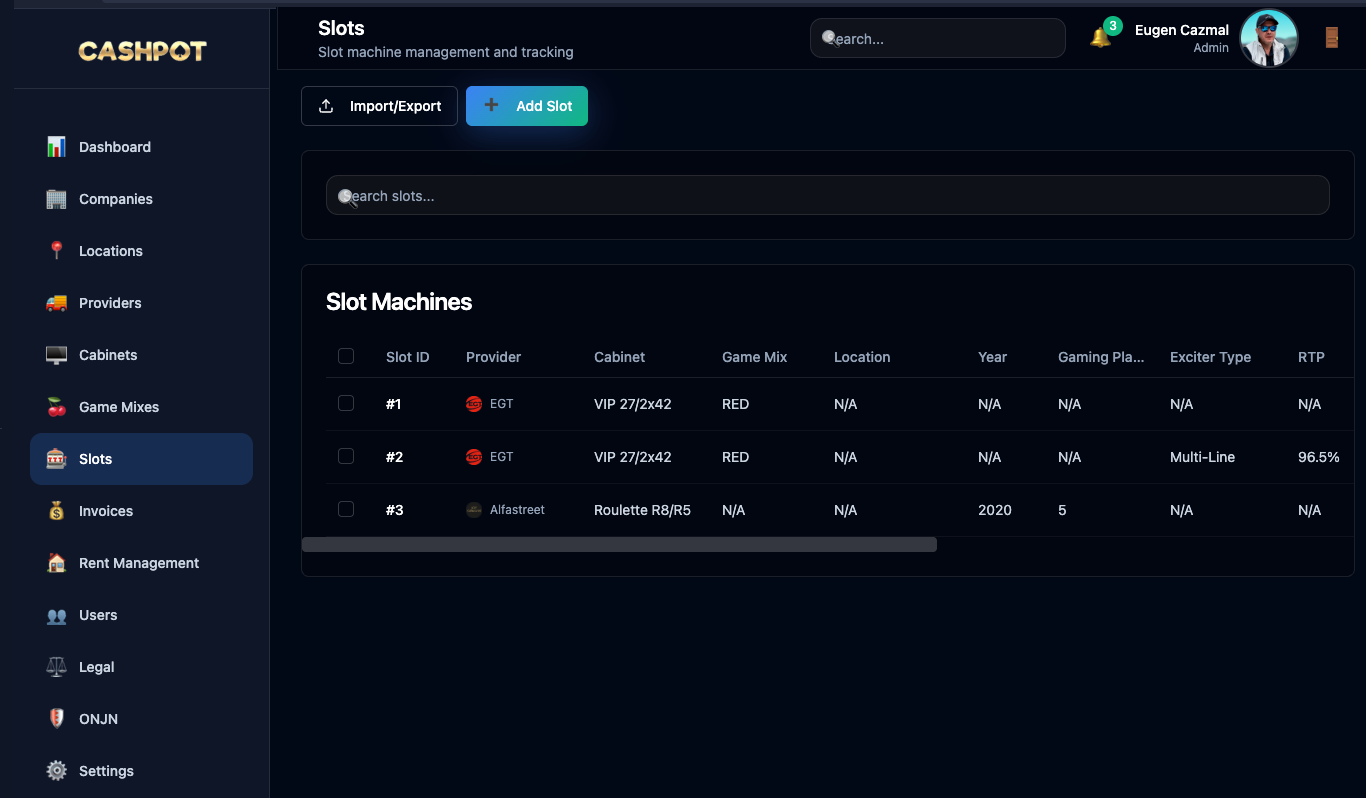 CASHPOT
Slots
Slot machine management and tracking
Search...
3
Eugen Cazmal
Admin
Import/Export
Add Slot
Dashboard
Companies
Locations
Providers
Cabinets
Game Mixes
Slots
Invoices
Rent Management
Users
Legal
ONJN
Settings
Search slots...
Slot Machines
Slot ID Provider Cabinet Game Mix Location Year Gaming Pla... Exciter Type RTP
#1 EGT VIP 27/2x42 RED N/A N/A N/A N/A N/A
#2 EGT VIP 27/2x42 RED N/A N/A N/A Multi-Line 96.5%
#3 Alfastreet Roulette R8/R5 N/A N/A 2020 5 N/A N/A